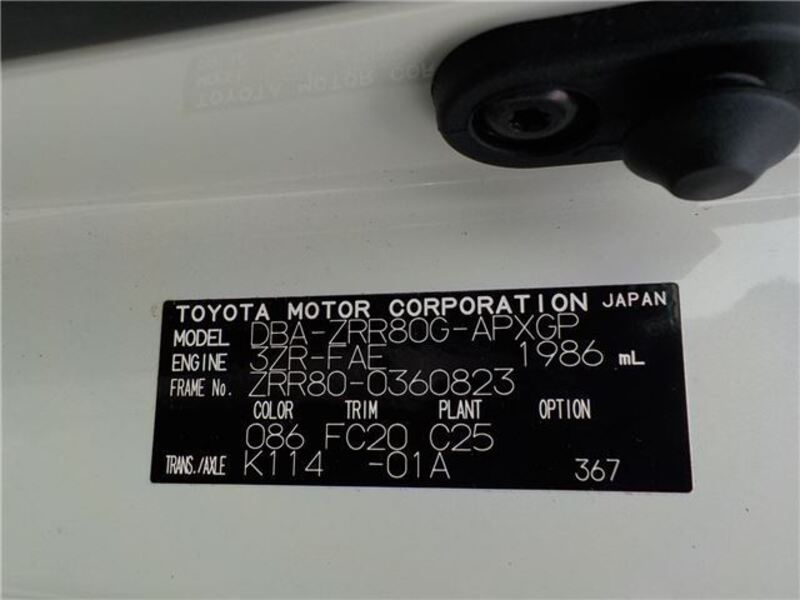 TOYOTA MOTOR CORPORATION JAPAN
MODEL DBA-ZRR80G-APXGP
ENGINE 3ZR-FAE 1986 mL
FRAME No. ZRR80-0360823
COLOR TRIM PLANT OPTION
086 FC20 C25
TRANS./AXLE K114 -01A 367